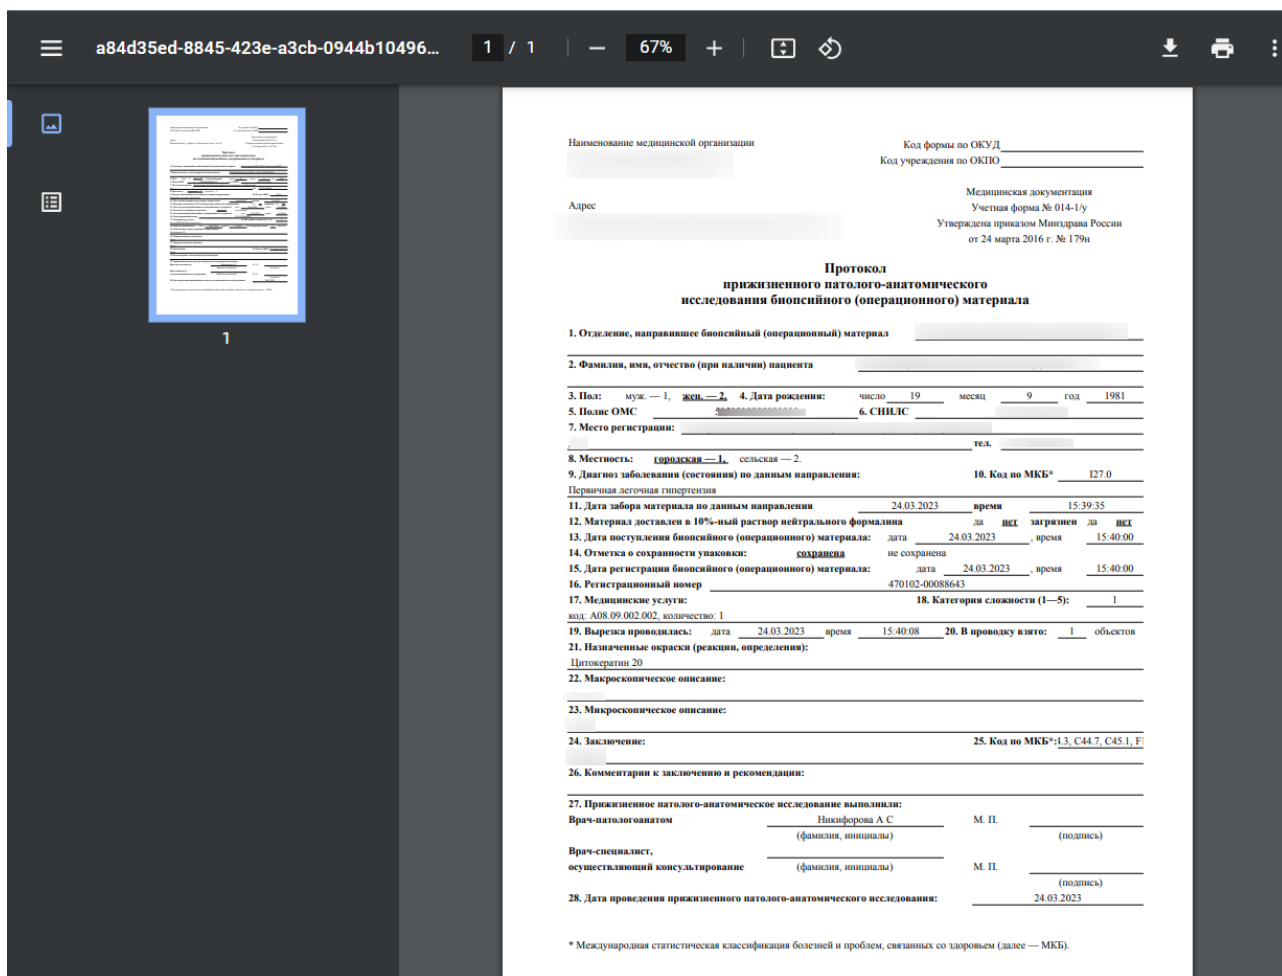 a84d35ed-8845-423e-a3cb-0944b10496... 1 / 1 67%
1
Наименование медицинской организации
Код формы по ОКУД
Код учреждения по ОКПО
Адрес
Медицинская документация
Учетная форма № 014-1/у
Утверждена приказом Минздрава России
от 24 марта 2016 г. № 179н
Протокол
прижизненного патолого-анатомического
исследования биопсийного (операционного) материала
1. Отделение, направившее биопсийный (операционный) материал
2. Фамилия, имя, отчество (при наличии) пациента
3. Пол: муж. — 1, жен. — 2, 4. Дата рождения: число 19 месяц 9 год 1981
5. Полис ОМС 6. СНИЛС
7. Место регистрации:
тел.
8. Местность: городская — 1, сельская — 2.
9. Диагноз заболевания (состояния) по данным направления: 10. Код по МКБ* I27.0
Первичная легочная гипертензия
11. Дата забора материала по данным направления 24.03.2023 время 15:39:35
12. Материал доставлен в 10%-ный раствор нейтрального формалина да нет загрязнен да нет
13. Дата поступления биопсийного (операционного) материала: дата 24.03.2023 , время 15:40:00
14. Отметка о сохранности упаковки: сохранена не сохранена
15. Дата регистрации биопсийного (операционного) материала: дата 24.03.2023 , время 15:40:00
16. Регистрационный номер 470102-00088643
17. Медицинские услуги: 18. Категория сложности (1—5): 1
код: A08.09.002.002, количество: 1
19. Вырезка проводилась: дата 24.03.2023 время 15:40:08 20. В проводку взято: 1 объектов
21. Назначенные окраски (реакции, определения):
Цитокератин 20
22. Макроскопическое описание:
23. Микроскопическое описание:
24. Заключение: 25. Код по МКБ*: C44.7, C45.1,
26. Комментарии к заключению и рекомендации:
27. Прижизненное патолого-анатомическое исследование выполнили:
Врач-патологоанатом Никифорова А С М. П.
(фамилия, инициалы) (подпись)
Врач-специалист,
осуществляющий консультирование (фамилия, инициалы) М. П.
(подпись)
28. Дата проведения прижизненного патолого-анатомического исследования: 24.03.2023
* Международная статистическая классификация болезней и проблем, связанных со здоровьем (далее — МКБ).